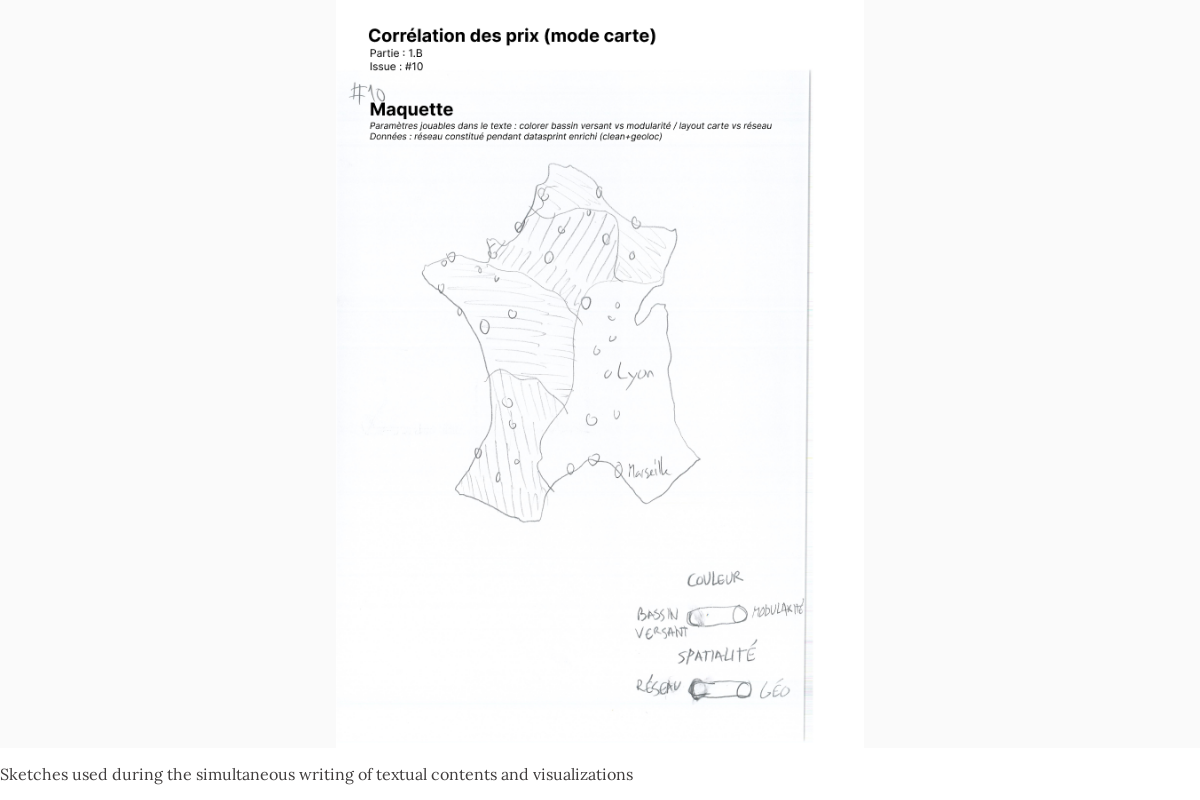 Corrélation des prix (mode carte)
Partie : 1.B
Issue : #10
#10
Maquette
Paramètres jouables dans le texte : colorer bassin versant vs modularité / layout carte vs réseau
Données : réseau constitué pendant datasprint enrichi (clean+geoloc)
Lyon
Marseille
COULEUR
BASSIN VERSANT
MODULARITÉ
SPATIALITÉ
RÉSEAU
GÉO
Sketches used during the simultaneous writing of textual contents and visualizations